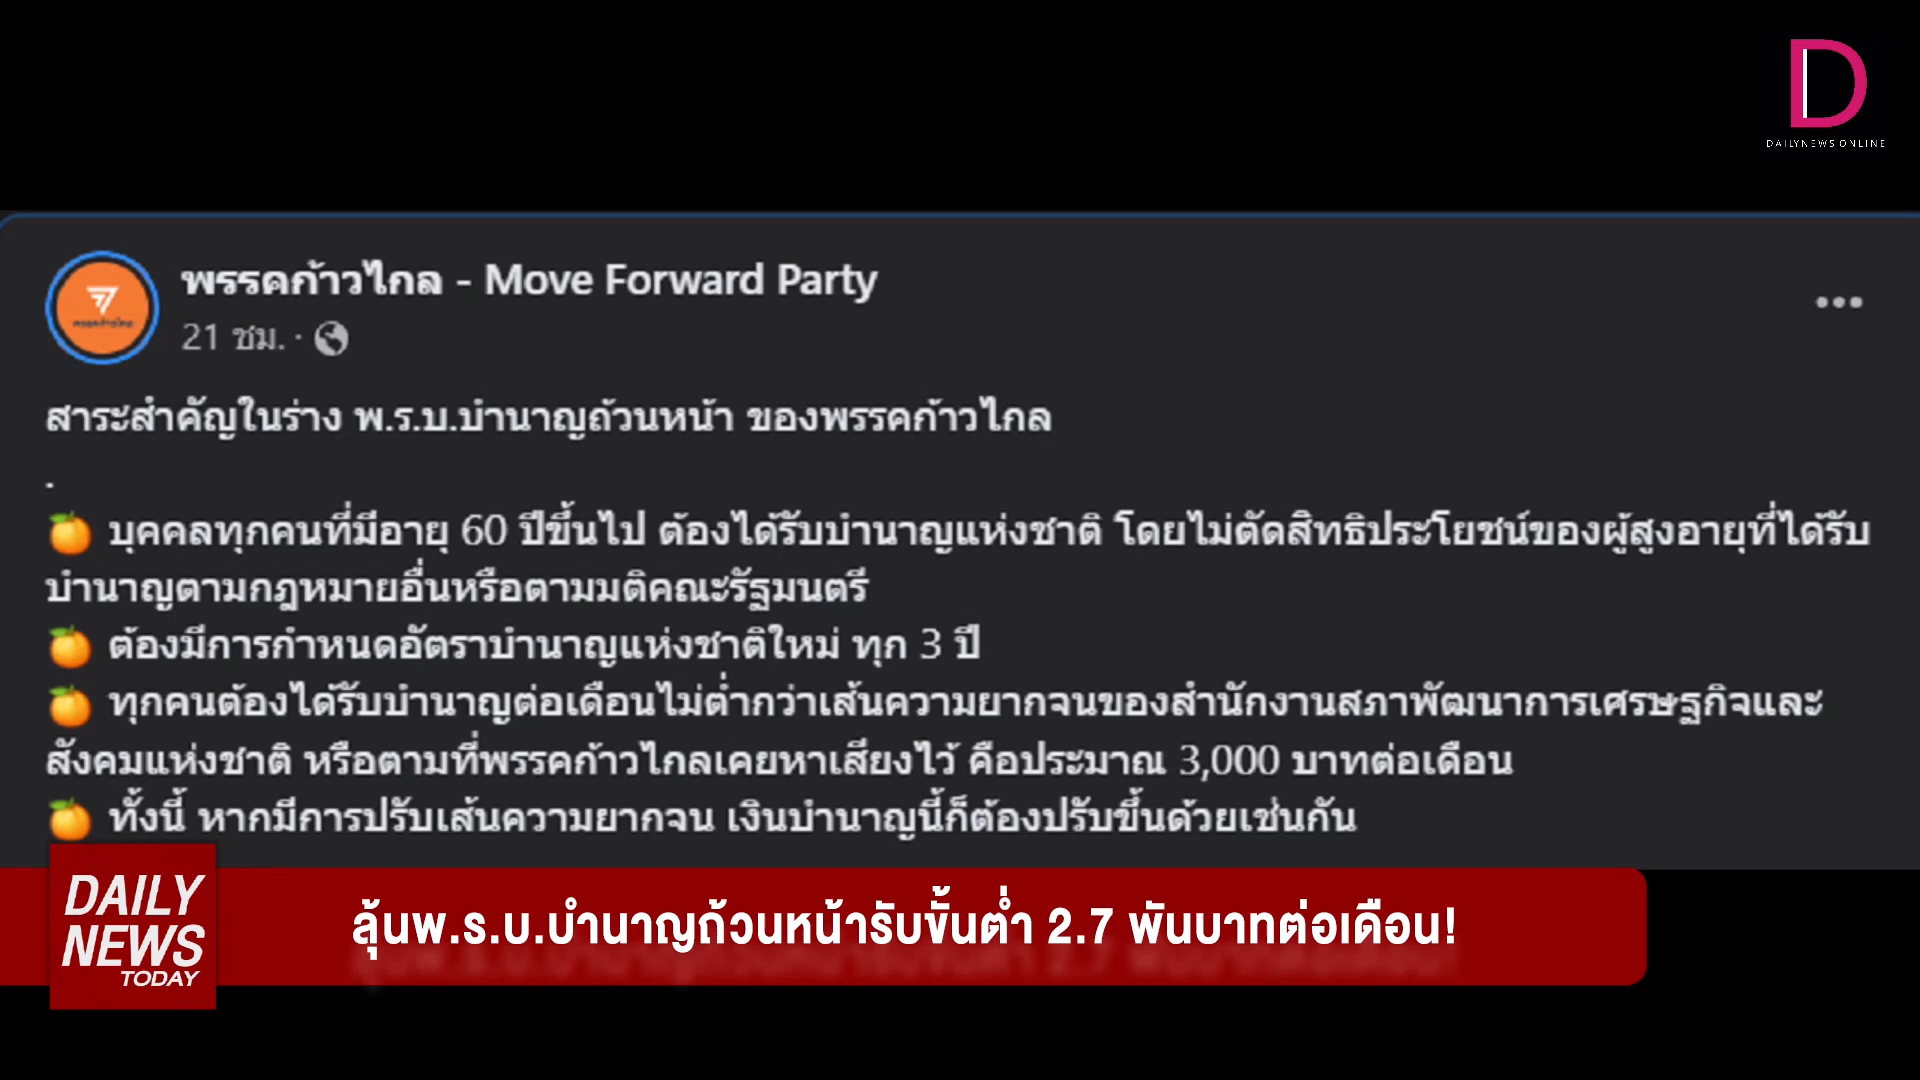 D
DAILYNEWS ONLINE
พรรคก้าวไกล - Move Forward Party
21 ชม. ·
สาระสำคัญในร่าง พ.ร.บ.บำนาญถ้วนหน้า ของพรรคก้าวไกล
.
🍊 บุคคลทุกคนที่มีอายุ 60 ปีขึ้นไป ต้องได้รับบำนาญแห่งชาติ โดยไม่ตัดสิทธิประโยชน์ของผู้สูงอายุที่ได้รับ
บำนาญตามกฎหมายอื่นหรือตามมติคณะรัฐมนตรี
🍊 ต้องมีการกำหนดอัตราบำนาญแห่งชาติใหม่ ทุก 3 ปี
🍊 ทุกคนต้องได้รับบำนาญต่อเดือนไม่ต่ำกว่าเส้นความยากจนของสำนักงานสภาพัฒนาการเศรษฐกิจและ
สังคมแห่งชาติ หรือตามที่พรรคก้าวไกลเคยหาเสียงไว้ คือประมาณ 3,000 บาทต่อเดือน
🍊 ทั้งนี้ หากมีการปรับเส้นความยากจน เงินบำนาญนี้ก็ต้องปรับขึ้นด้วยเช่นกัน
DAILY
NEWS
TODAY
ลุ้นพ.ร.บ.บำนาญถ้วนหน้ารับขั้นต่ำ 2.7 พันบาทต่อเดือน!